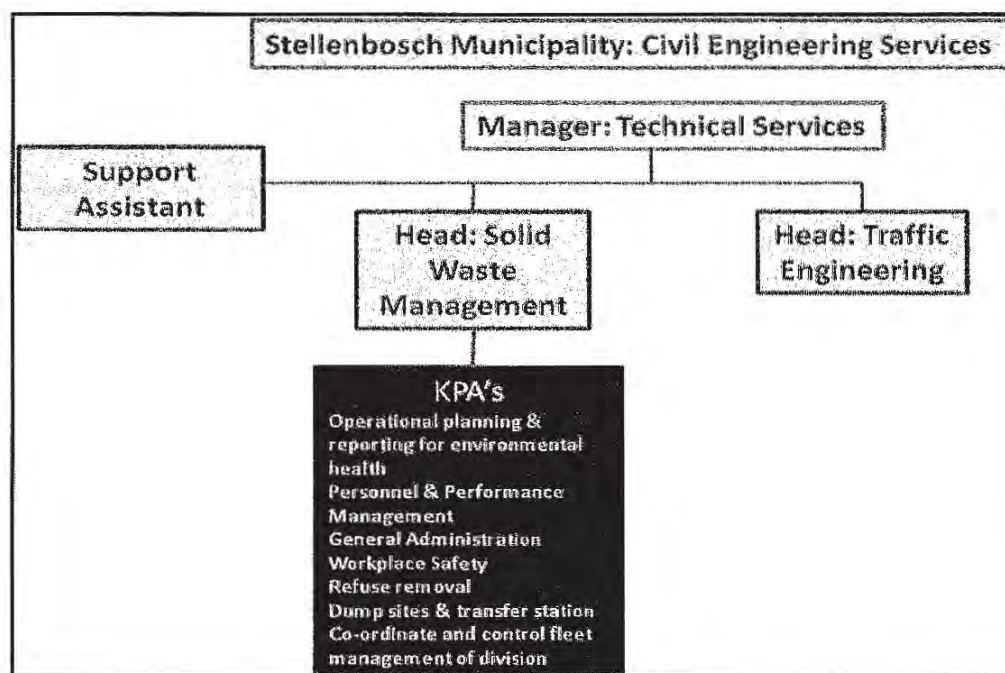 Stellenbosch Municipality: Civil Engineering Services
Manager: Technical Services
Support
Assistant
Head: Solid
Waste
Management
Head: Traffic
Engineering
KPA's
Operational planning &
reporting for environmental
health
Personnel & Performance
Management
General Administration
Workplace Safety
Refuse removal
Dump sites & transfer station
Co-ordinate and control fleet
management of division